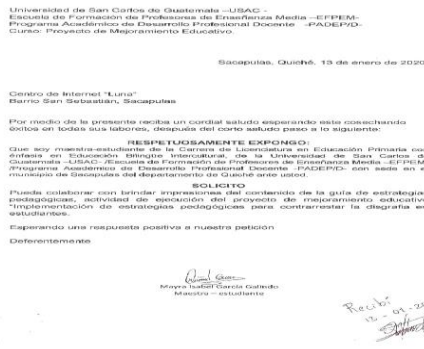 Universidad de San Carlos de Guatemala –USAC -
Escuela de Formación de Profesores de Enseñanza Media –EFPEM-
Programa Académico de Desarrollo Profesional Docente -PADEP/D-
Curso: Proyecto de Mejoramiento Educativo.
Sacapulas, Quiché, 13 de enero de 2020
Centro de Internet "Luna"
Barrio San Sebastián, Sacapulas
Por medio de la presente reciba un cordial saludo esperando este cosechando
éxitos en todas sus labores, después del corto saludo paso a lo siguiente:
RESPETUOSAMENTE EXPONGO:
Que soy maestra-estudiante de la Carrera de Licenciatura en Educación Primaria con
énfasis en Educación Bilingüe Intercultural, de la Universidad de San Carlos d
Guatemala –USAC- /Escuela de Formación de Profesores de Enseñanza Media –EFPEM
/Programa Académico de Desarrollo Profesional Docente -PADEP/D- con sede en e
municipio de Sacapulas del departamento de Quiché ante usted.
SOLICITO
Pueda colaborar con brindar impresiones del contenido de la guía de estrategia
pedagógicas, actividad de ejecución del proyecto de mejoramiento educativo
"Implementación de estrategias pedagógicas para contrarrestar la disgrafia en
estudiantes.
Esperando una respuesta positiva a nuestra petición
Deferentemente
Mayra Isabel García Galindo
Maestra – estudiante
Recibí